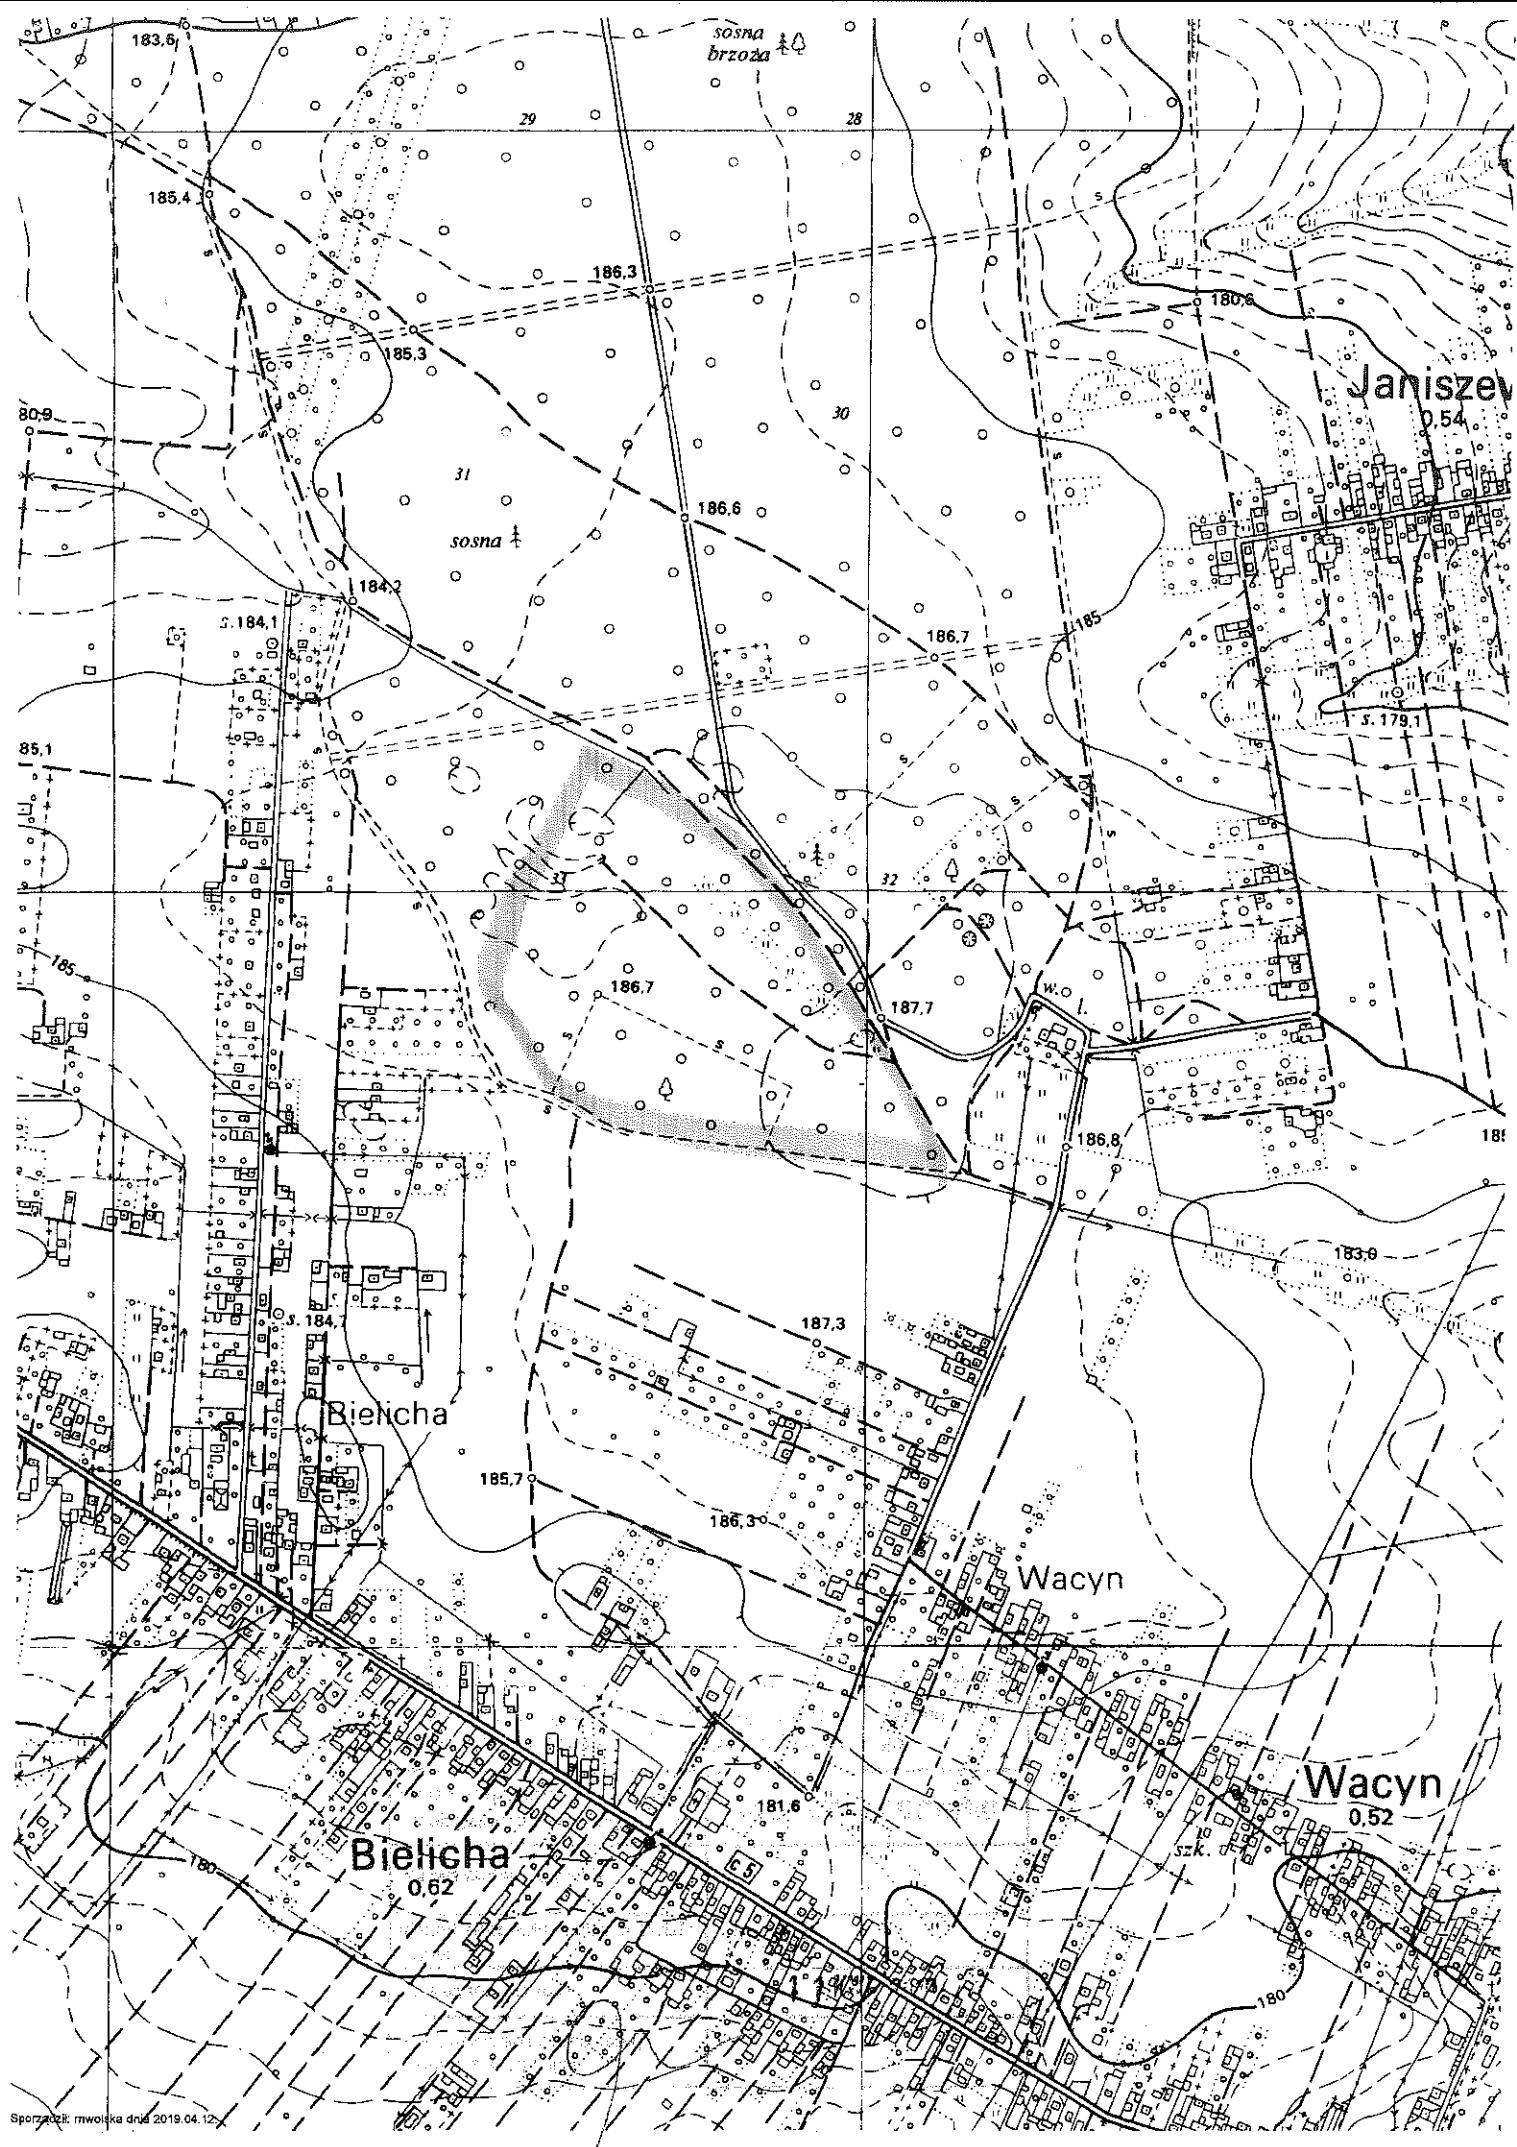 183,6
sosna
brzoza
29
28
185,4
s
s
186,3
180,6
185,3
Janiszew
0,54
80,9
s
30
31
s
186,6
sosna
184,2
s. 184,1
185
186,7
s. 179,1
85,1
s
s
s
s
33
32
s
185
186,7
w.
l.
187,7
s
s
s
186,8
183,9
s. 184,1
187,3
Bielicha
185,7
186,3
Wacyn
t
t
181,6
Wacyn
0,52
szk.
Bielicha
0,62
c 5
180
180
Sporządził: mwolska dnia 2019.04.12